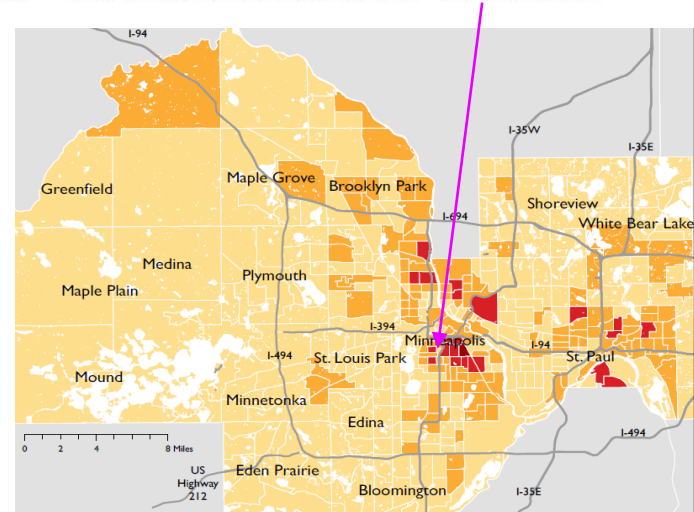 I-94
I-35W
I-35E
Maple Grove
Brooklyn Park
Greenfield
Shoreview
I-694
White Bear Lake
Medina
Plymouth
Maple Plain
I-394
Minneapolis
I-94
I-494
St. Louis Park
St. Paul
Mound
Minnetonka
Edina
I-494
0 2 4 8 Miles
US
Highway
212
Eden Prairie
Bloomington
I-35E